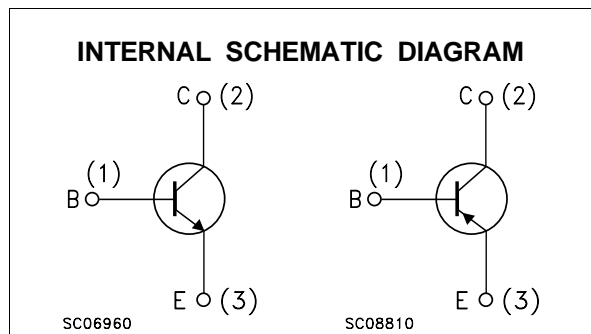 INTERNAL SCHEMATIC DIAGRAM
C (2) C (2)
(1) (1)
B B
E (3) E (3)
SC06960 SC08810